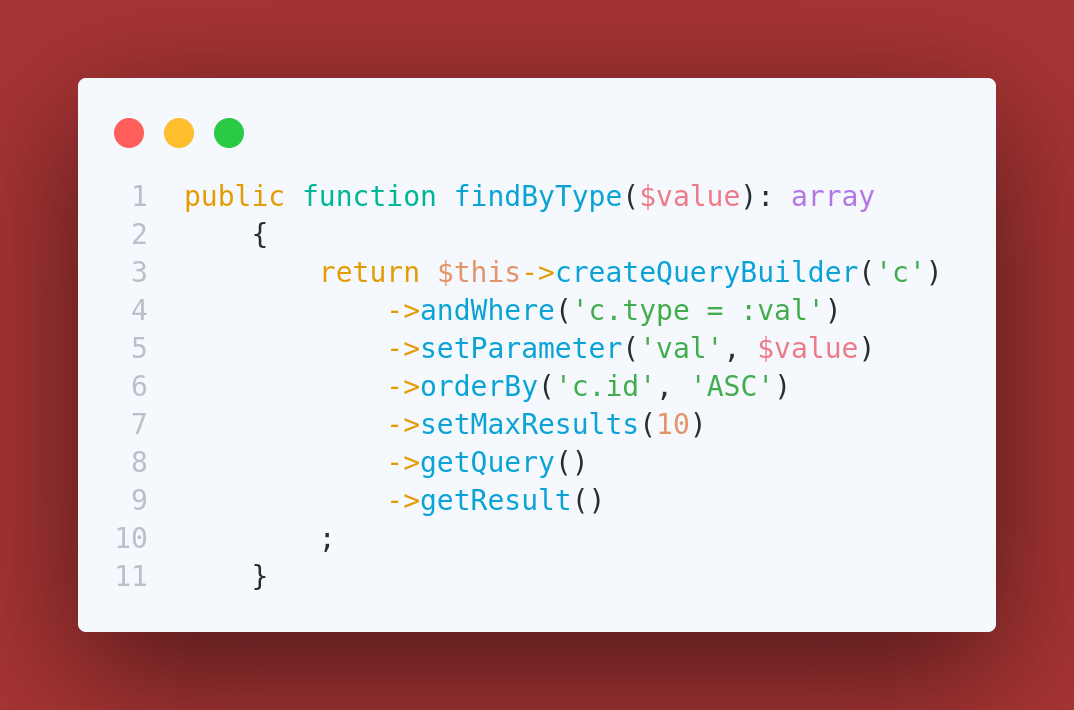 1 public function findByType($value): array
2     {
3         return $this->createQueryBuilder('c')
4             ->andWhere('c.type = :val')
5             ->setParameter('val', $value)
6             ->orderBy('c.id', 'ASC')
7             ->setMaxResults(10)
8             ->getQuery()
9             ->getResult()
10         ;
11     }